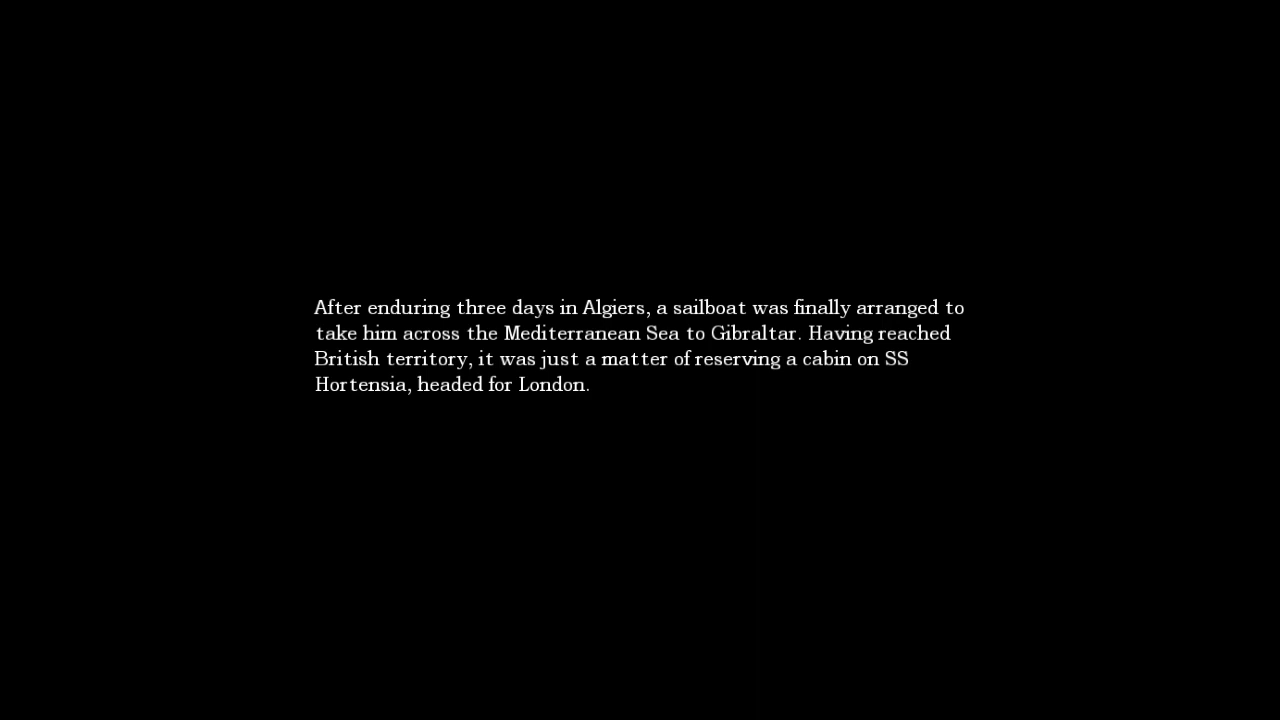 After enduring three days in Algiers, a sailboat was finally arranged to
take him across the Mediterranean Sea to Gibraltar. Having reached
British territory, it was just a matter of reserving a cabin on SS
Hortensia, headed for London.